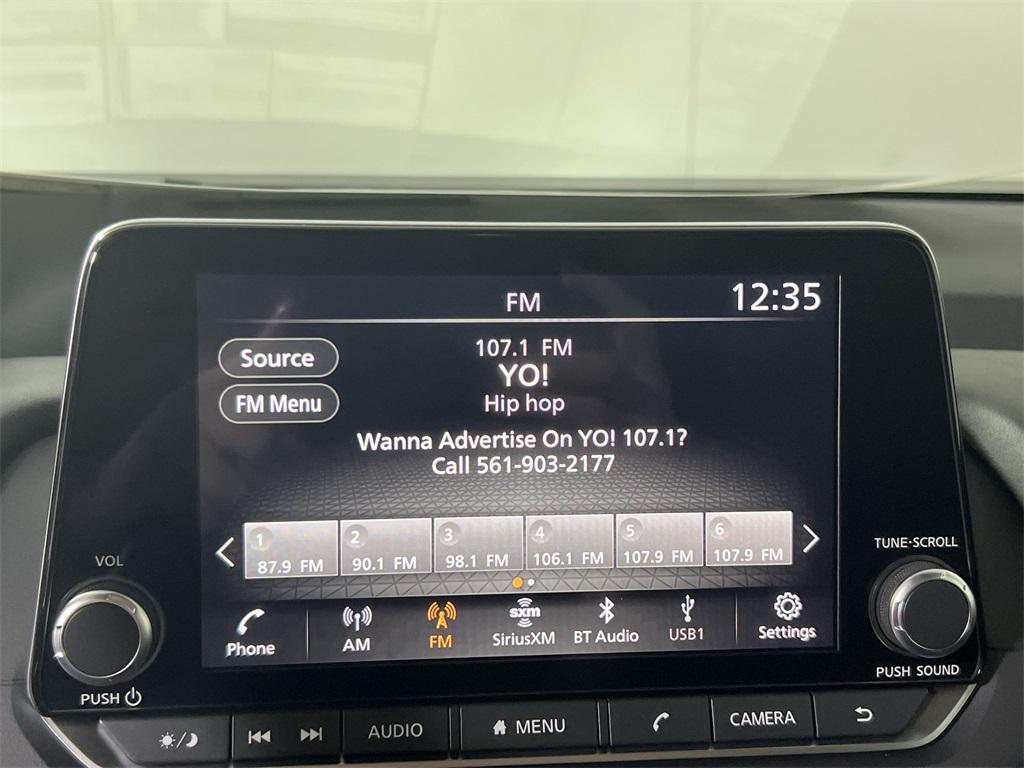 FM
12:35
Source
107.1 FM
YO!
FM Menu
Hip hop
Wanna Advertise On YO! 107.1?
Call 561-903-2177
1 2 3 4 5 6
87.9 FM 90.1 FM 98.1 FM 106.1 FM 107.9 FM 107.9 FM
VOL
TUNE·SCROLL
sxm
Phone AM FM SiriusXM BT Audio USB1 Settings
PUSH
PUSH SOUND
AUDIO MENU CAMERA